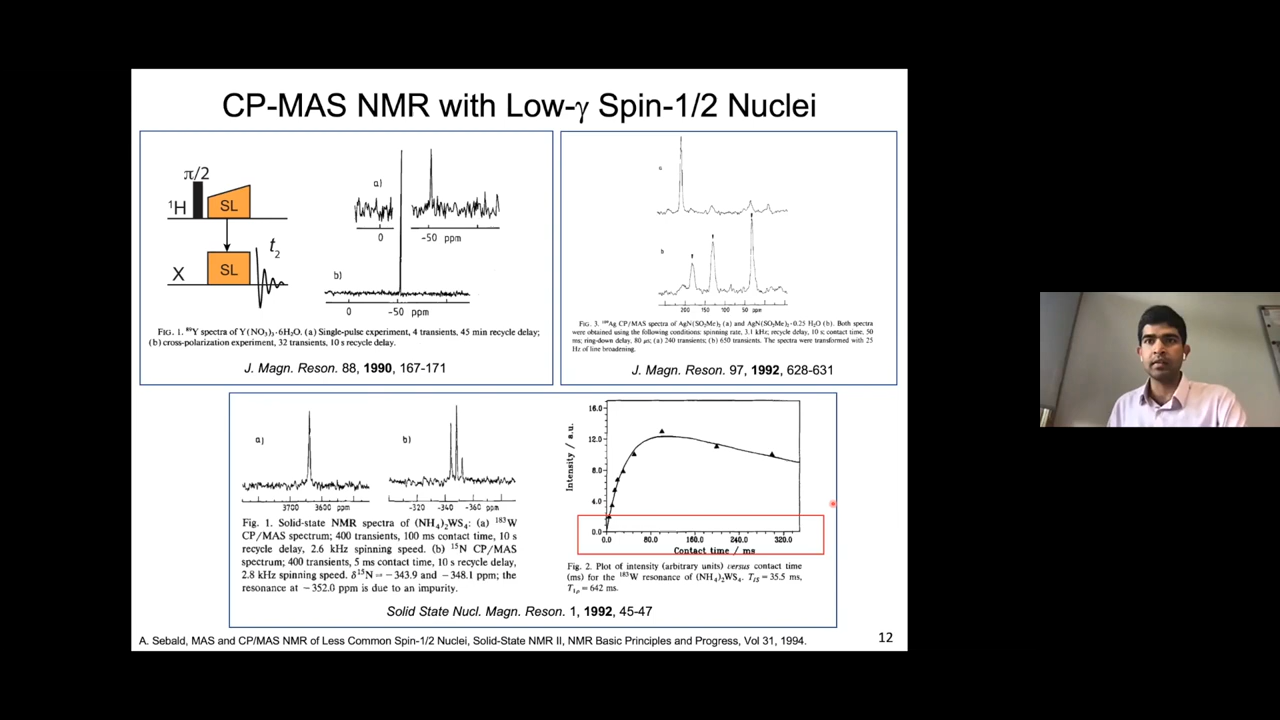 CP-MAS NMR with Low-γ Spin-1/2 Nuclei
π/2
¹H
SL
X
SL
t₂
a)
0
-50 ppm
b)
0
-50 ppm
FIG. 1. ⁸⁹Y spectra of Y(NO₃)₃·6H₂O. (a) Single-pulse experiment, 4 transients, 45 min recycle delay;
(b) cross-polarization experiment, 32 transients, 10 s recycle delay.
J. Magn. Reson. 88, 1990, 167-171
a
b
200 150 100 50 ppm
FIG. 3. ¹⁰⁹Ag CP/MAS spectra of AgN(SO₂Me)₂ (a) and AgN(SO₂Me)₂·0.25 H₂O (b). Both spectra
were obtained using the following conditions: spinning rate, 3.1 kHz; recycle delay, 10 s; contact time, 50
ms; ring-down delay, 80 μs; (a) 240 transients; (b) 650 transients. The spectra were transformed with 25
Hz of line broadening.
J. Magn. Reson. 97, 1992, 628-631
a)
3700 3600 ppm
b)
-320 -340 -360 ppm
Fig. 1. Solid-state NMR spectra of (NH₄)₂WS₄: (a) ¹⁸³W
CP/MAS spectrum; 400 transients, 100 ms contact time, 10 s
recycle delay, 2.6 kHz spinning speed. (b) ¹⁵N CP/MAS
spectrum; 400 transients, 5 ms contact time, 10 s recycle delay,
2.8 kHz spinning speed. δ¹⁵N = −343.9 and −348.1 ppm; the
resonance at −352.0 ppm is due to an impurity.
Intensity / a.u.
16.0
12.0
8.0
4.0
0.0
0.0 80.0 160.0 240.0 320.0
Contact time / ms
Fig. 2. Plot of intensity (arbitrary units) versus contact time
(ms) for the ¹⁸³W resonance of (NH₄)₂WS₄. T_IS = 35.5 ms,
T₁ρ = 642 ms.
Solid State Nucl. Magn. Reson. 1, 1992, 45-47
A. Sebald, MAS and CP/MAS NMR of Less Common Spin-1/2 Nuclei, Solid-State NMR II, NMR Basic Principles and Progress, Vol 31, 1994.
12